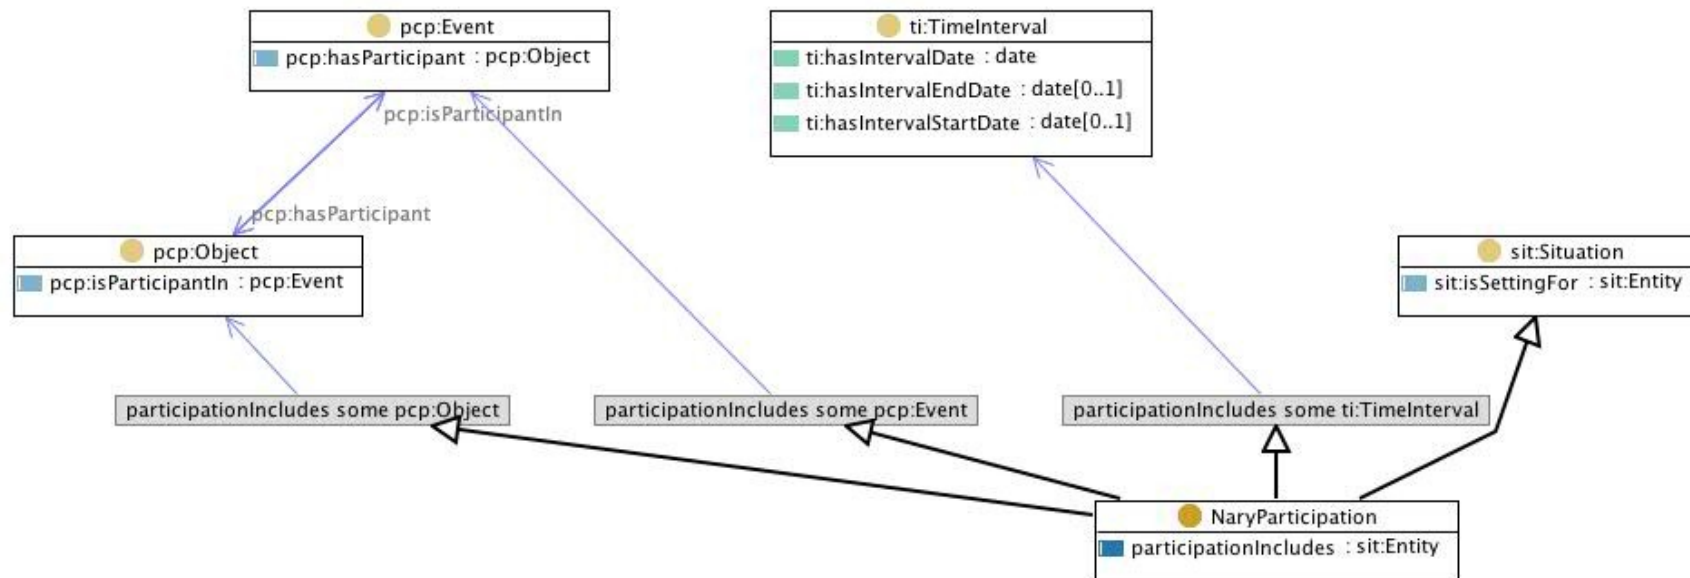 pcp:Event
pcp:hasParticipant : pcp:Object
ti:TimeInterval
ti:hasIntervalDate : date
ti:hasIntervalEndDate : date[0..1]
ti:hasIntervalStartDate : date[0..1]
pcp:isParticipantIn
pcp:hasParticipant
pcp:Object
pcp:isParticipantIn : pcp:Event
sit:Situation
sit:isSettingFor : sit:Entity
participationIncludes some pcp:Object
participationIncludes some pcp:Event
participationIncludes some ti:TimeInterval
NaryParticipation
participationIncludes : sit:Entity